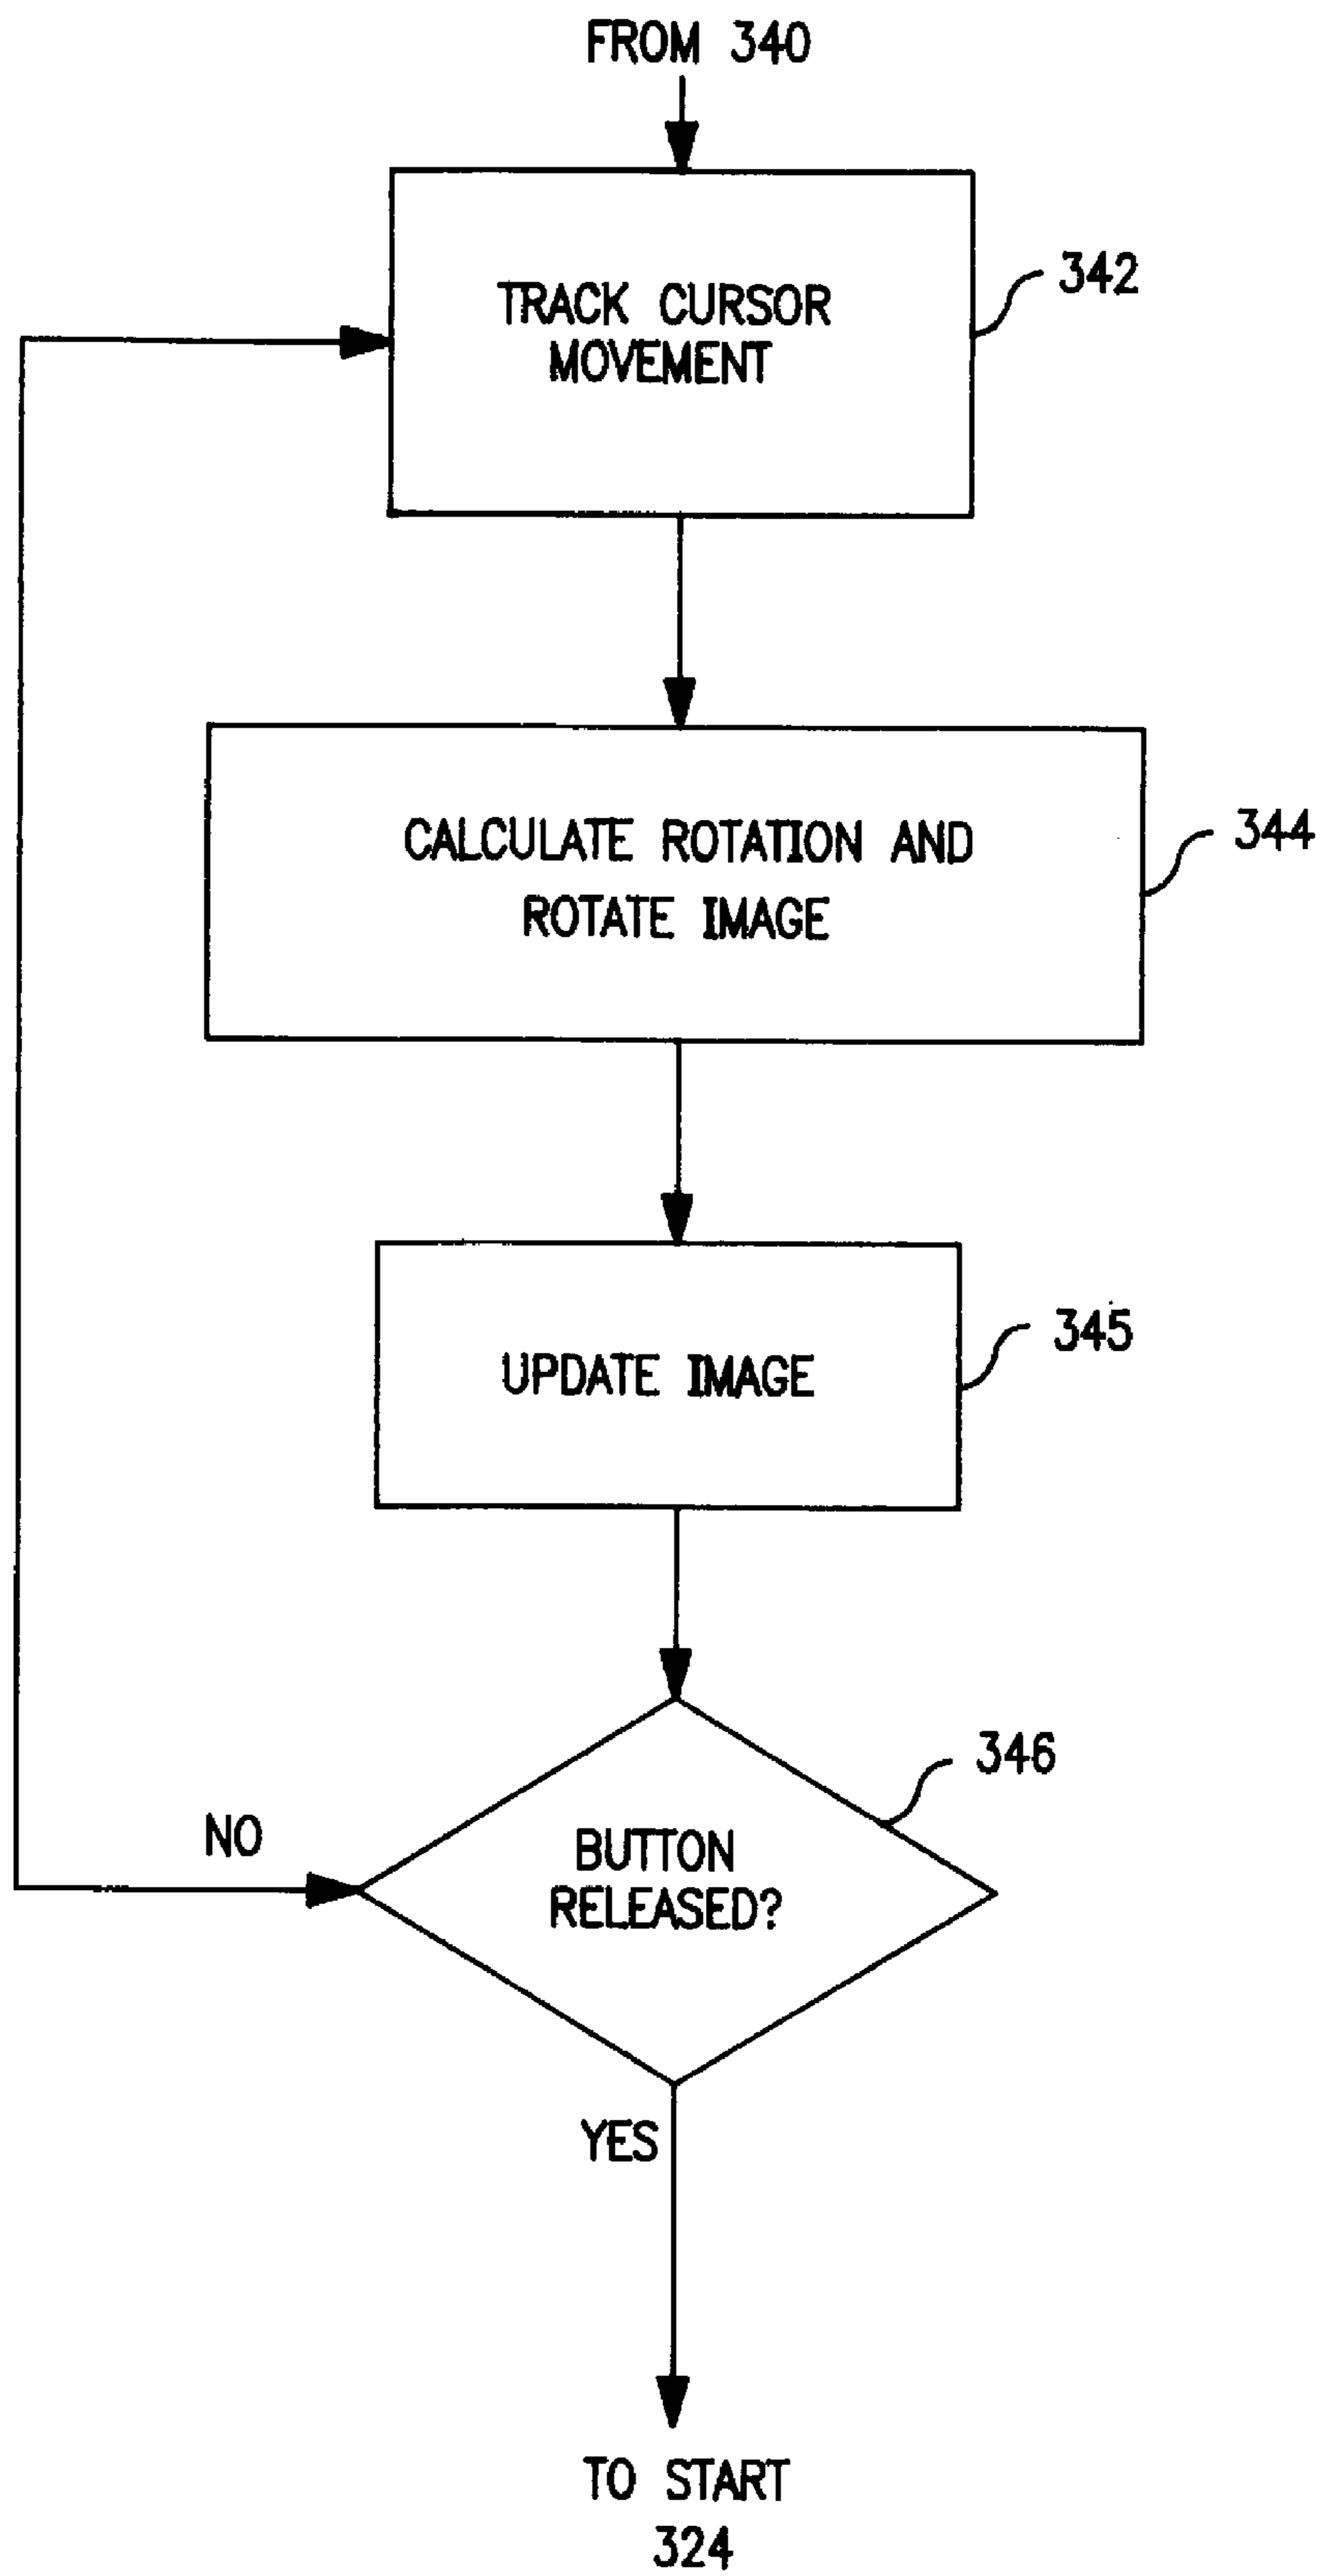 FROM 340
TRACK CURSOR
MOVEMENT
342
CALCULATE ROTATION AND
ROTATE IMAGE
344
UPDATE IMAGE
345
346
NO
BUTTON
RELEASED?
YES
TO START
324